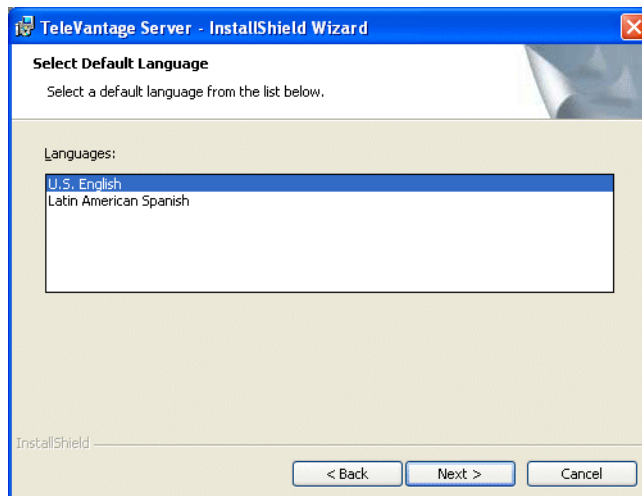 TeleVantage Server - InstallShield Wizard
Select Default Language
Select a default language from the list below.
Languages:
U.S. English
Latin American Spanish
InstallShield
< Back Next > Cancel